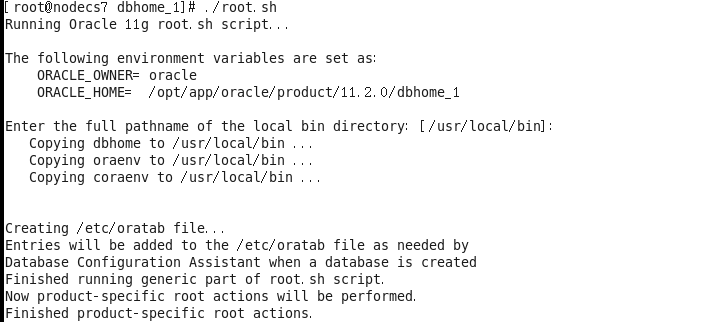 [root@nodecs7 dbhome_1]# ./root.sh
Running Oracle 11g root.sh script...
The following environment variables are set as:
ORACLE_OWNER= oracle
ORACLE_HOME=  /opt/app/oracle/product/11.2.0/dbhome_1
Enter the full pathname of the local bin directory: [/usr/local/bin]:
Copying dbhome to /usr/local/bin ...
Copying oraenv to /usr/local/bin ...
Copying coraenv to /usr/local/bin ...
Creating /etc/oratab file...
Entries will be added to the /etc/oratab file as needed by
Database Configuration Assistant when a database is created
Finished running generic part of root.sh script.
Now product-specific root actions will be performed.
Finished product-specific root actions.